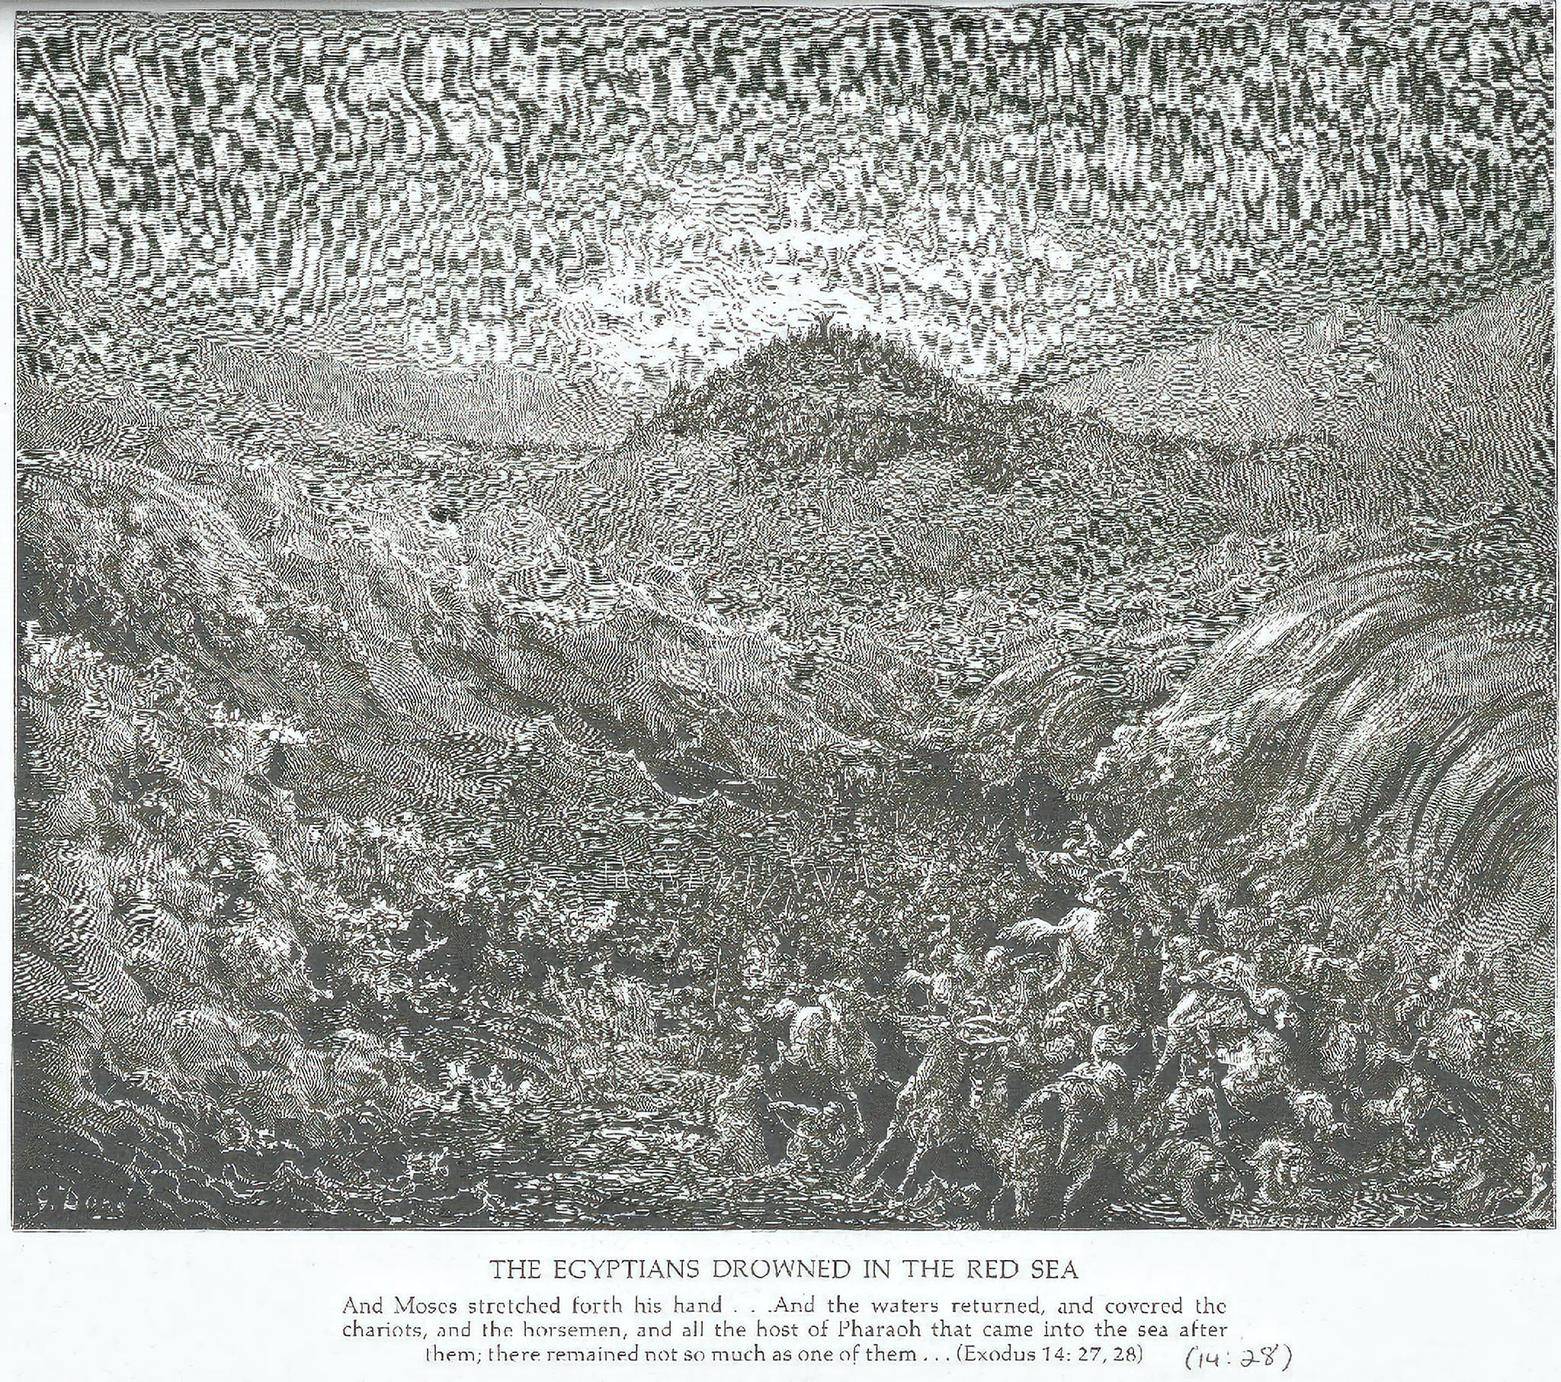 G. Doré
THE EGYPTIANS DROWNED IN THE RED SEA
And Moses stretched forth his hand . . .And the waters returned, and covered the
chariots, and the horsemen, and all the host of Pharaoh that came into the sea after
them; there remained not so much as one of them . . . (Exodus 14: 27, 28) (14:28)